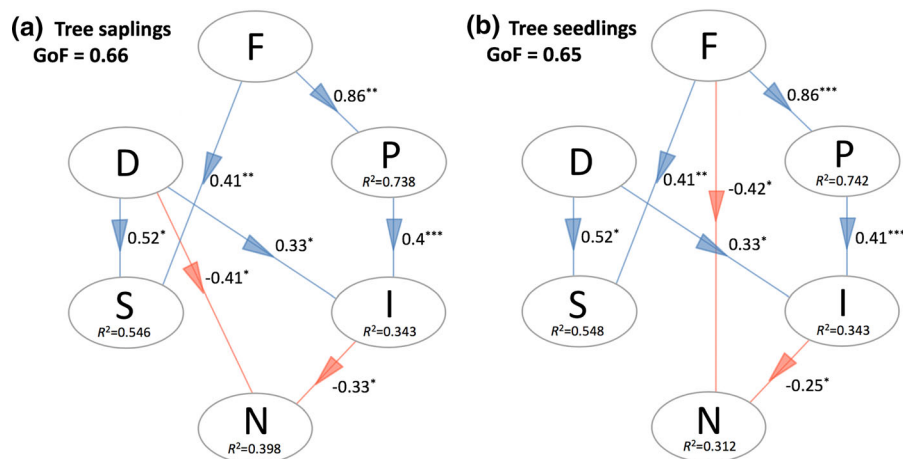 (a) Tree saplings
GoF = 0.66
F
0.86**
D
P
R²=0.738
0.41**
0.52*
0.33*
0.4***
-0.41*
S
R²=0.546
I
R²=0.343
-0.33*
N
R²=0.398
(b) Tree seedlings
GoF = 0.65
F
0.86***
D
P
R²=0.742
0.41**
-0.42*
0.52*
0.33*
0.41***
S
R²=0.548
I
R²=0.343
-0.25*
N
R²=0.312